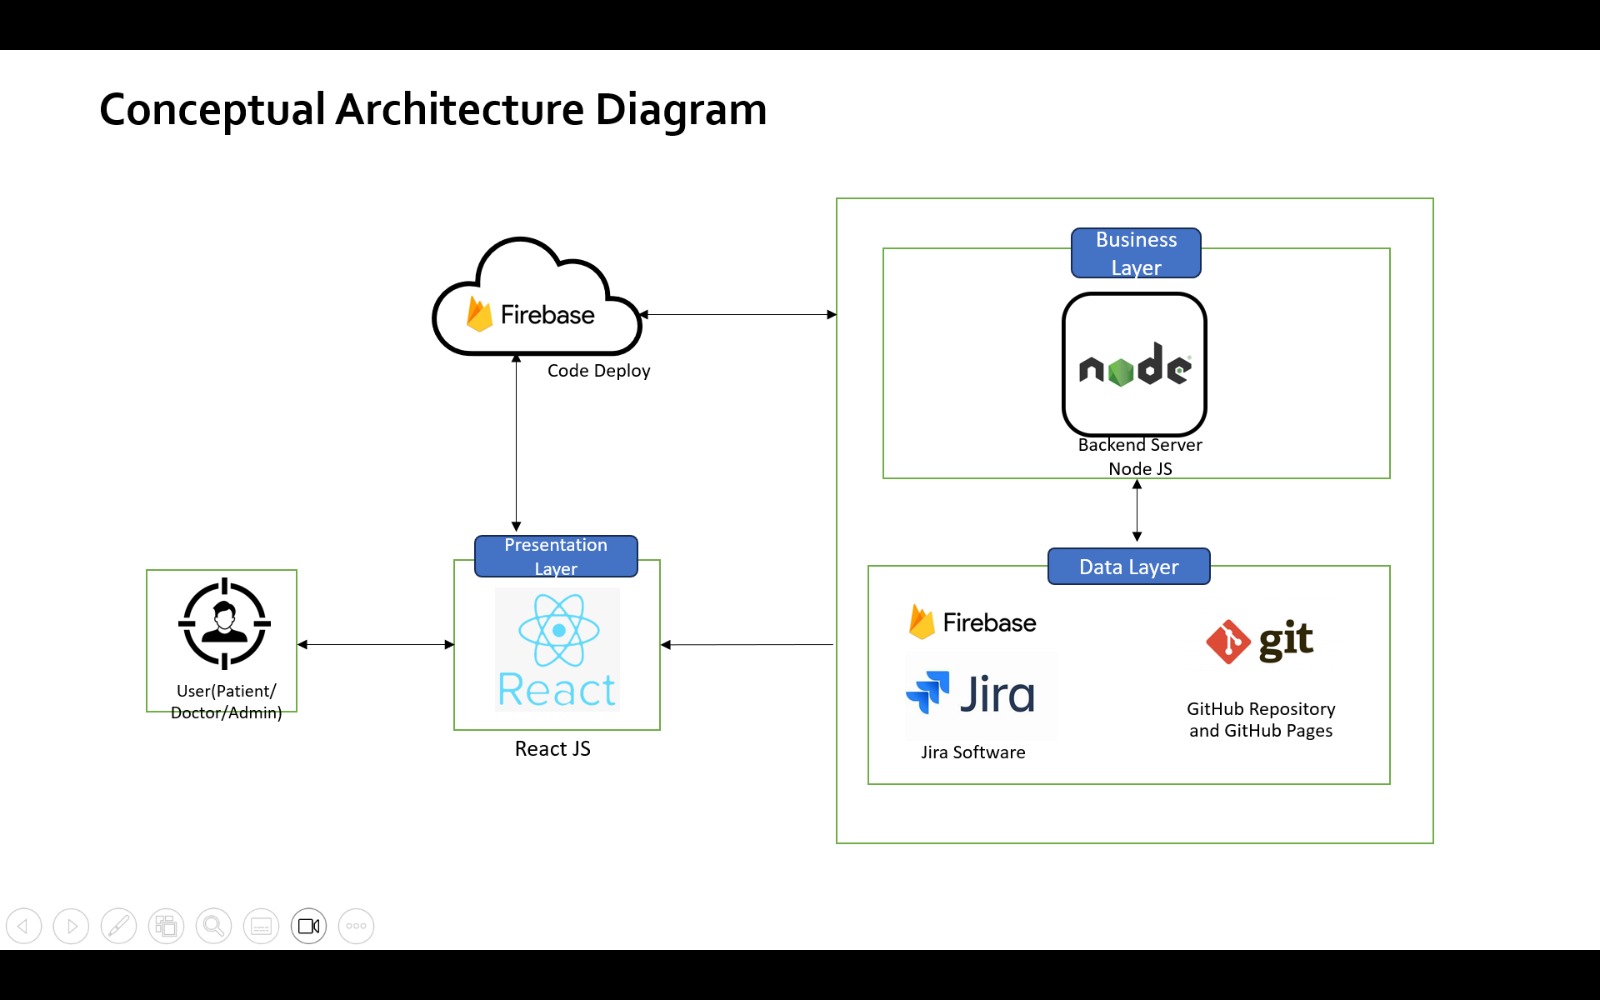 Conceptual Architecture Diagram
Business
Layer
Firebase
Code Deploy
node
Backend Server
Node JS
Presentation
Layer
Data Layer
User(Patient/
Doctor/Admin)
React
React JS
Firebase
git
Jira
Jira Software
GitHub Repository
and GitHub Pages